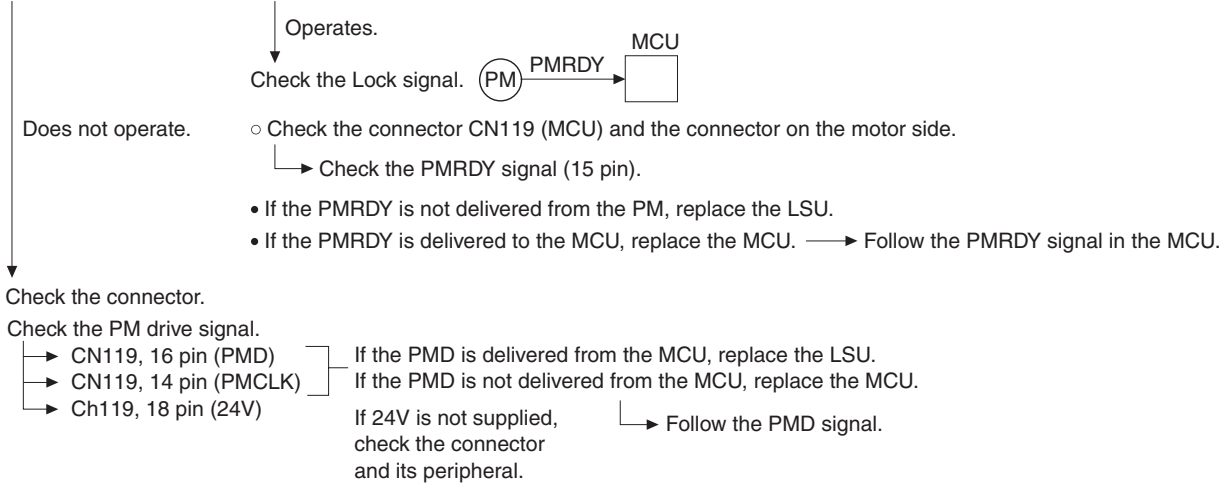 Operates.
MCU
Check the Lock signal. PM PMRDY
Does not operate.
○ Check the connector CN119 (MCU) and the connector on the motor side.
Check the PMRDY signal (15 pin).
• If the PMRDY is not delivered from the PM, replace the LSU.
• If the PMRDY is delivered to the MCU, replace the MCU. Follow the PMRDY signal in the MCU.
Check the connector.
Check the PM drive signal.
CN119, 16 pin (PMD)
CN119, 14 pin (PMCLK)
Ch119, 18 pin (24V)
If the PMD is delivered from the MCU, replace the LSU.
If the PMD is not delivered from the MCU, replace the MCU.
Follow the PMD signal.
If 24V is not supplied,
check the connector
and its peripheral.